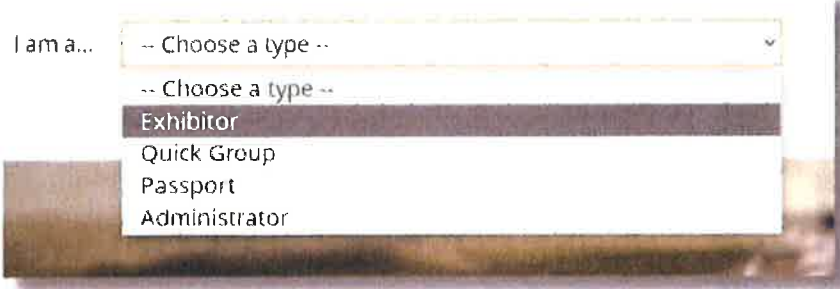 I am a...
-- Choose a type --
-- Choose a type --
Exhibitor
Quick Group
Passport
Administrator